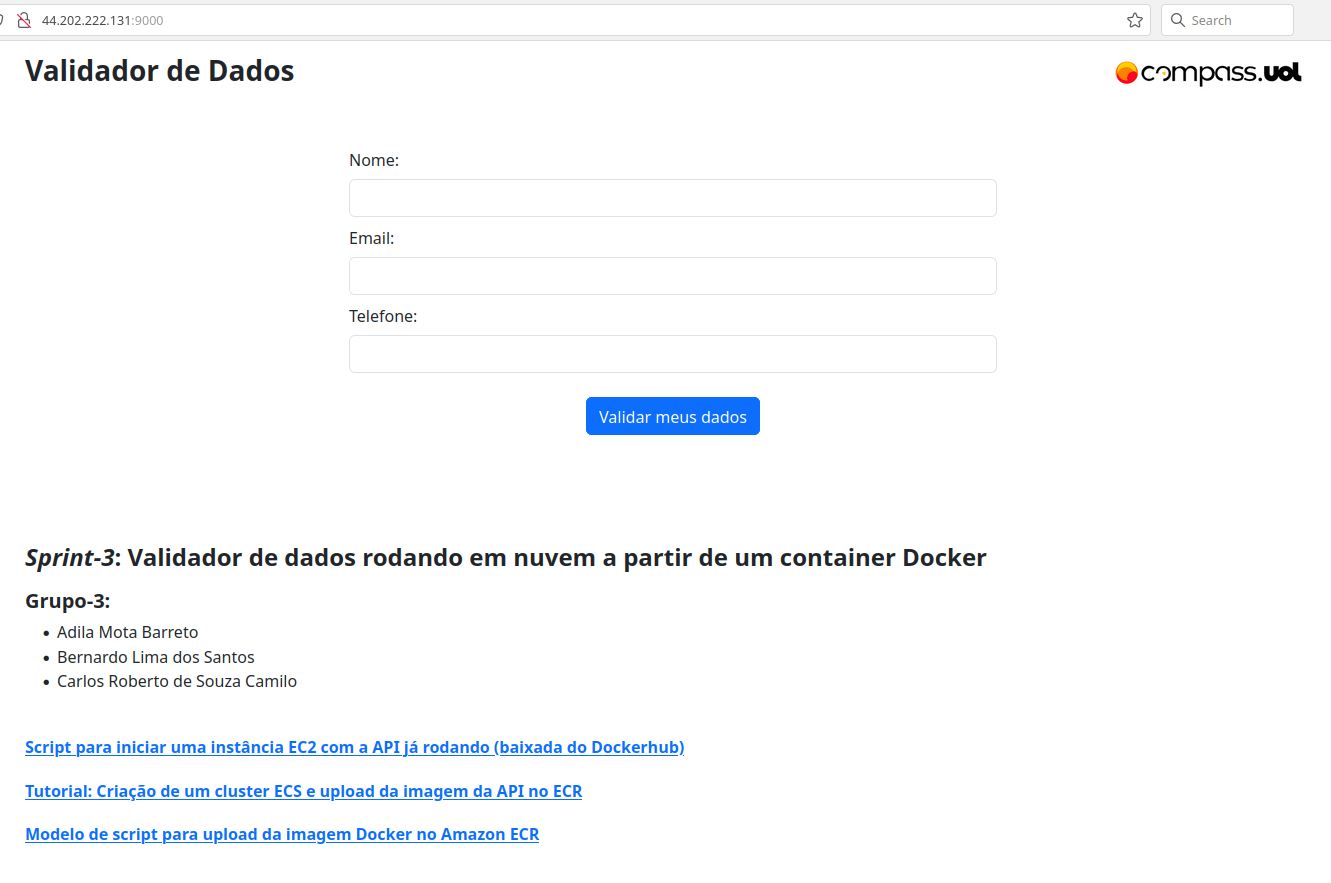 44.202.222.131:9000
Search
Validador de Dados
compass.uol
Nome:
Email:
Telefone:
Validar meus dados
Sprint-3: Validador de dados rodando em nuvem a partir de um container Docker
Grupo-3:
Adila Mota Barreto
Bernardo Lima dos Santos
Carlos Roberto de Souza Camilo
Script para iniciar uma instância EC2 com a API já rodando (baixada do Dockerhub)
Tutorial: Criação de um cluster ECS e upload da imagem da API no ECR
Modelo de script para upload da imagem Docker no Amazon ECR